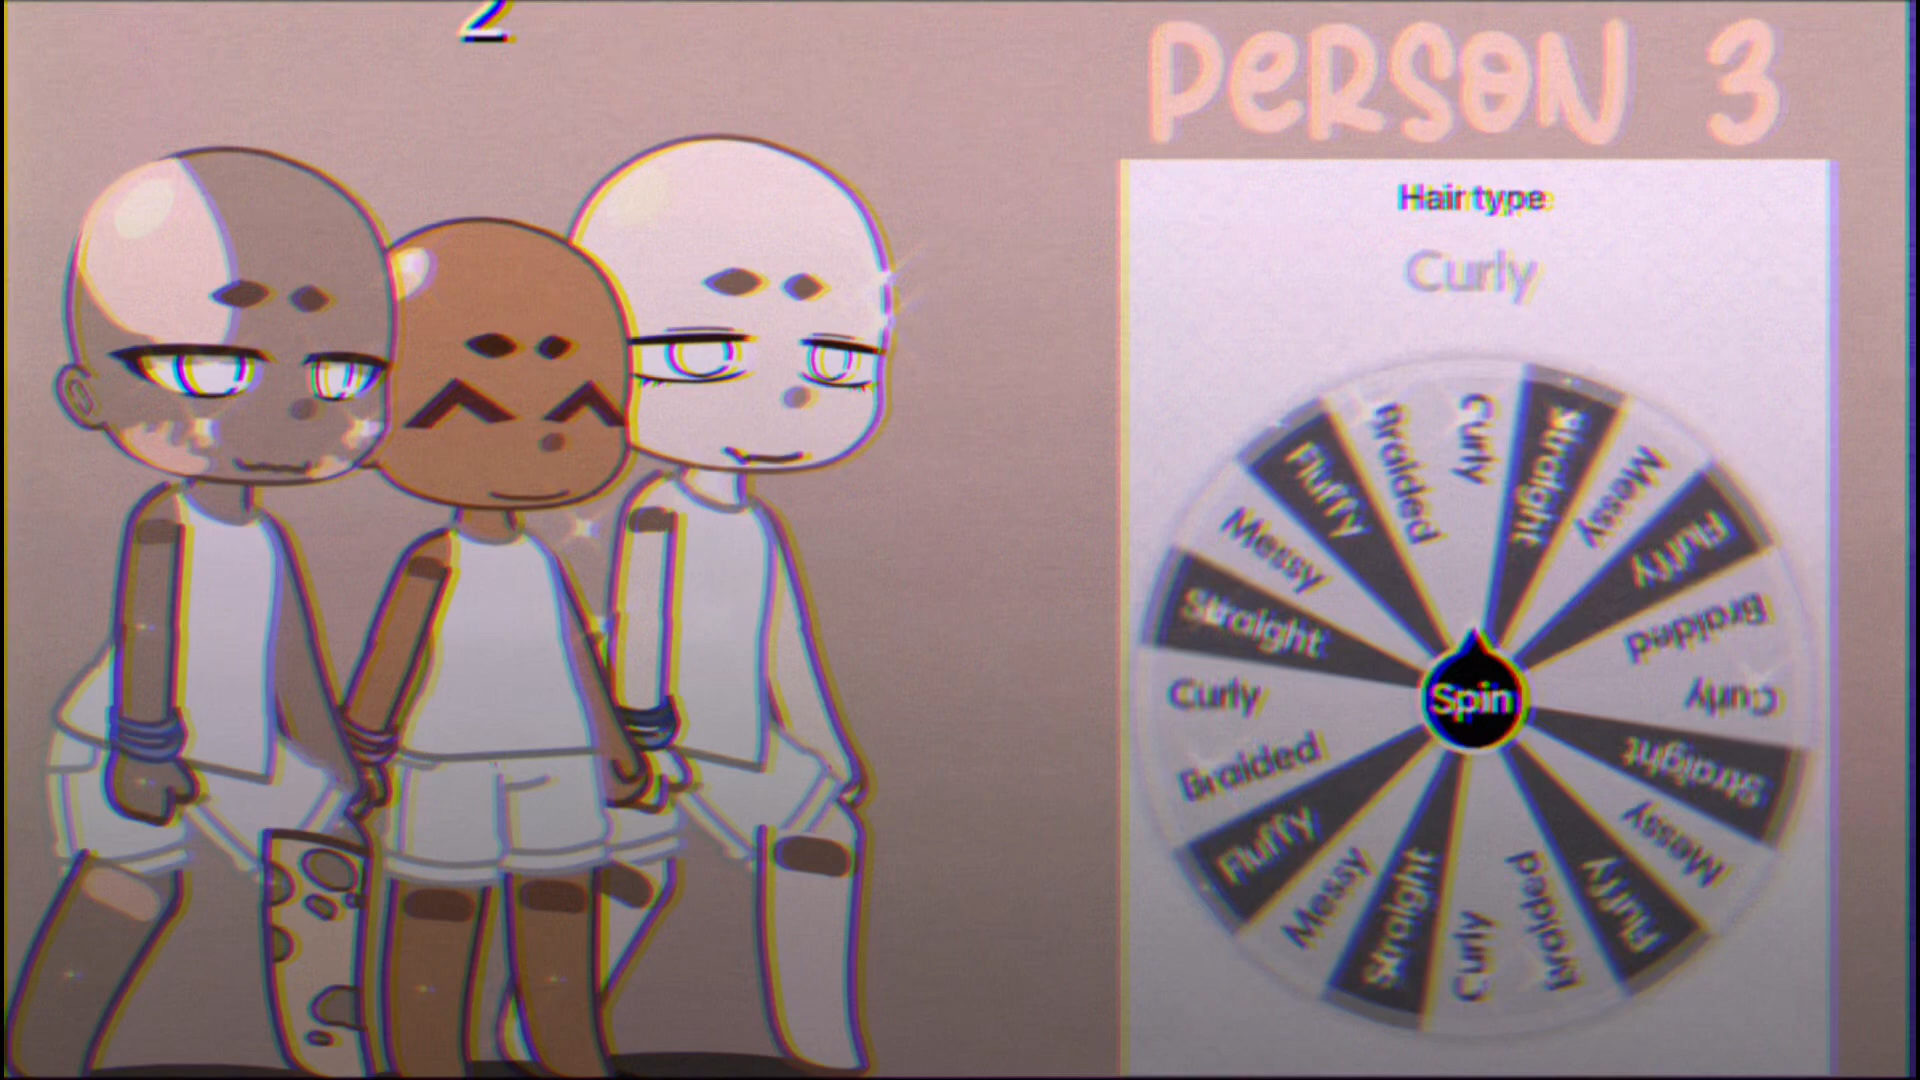 2
PERSON 3
Hair type
Curly
Curly
Straight
Messy
Fluffy
Braided
Curly
Straight
Messy
Fluffy
Braided
Curly
Straight
Messy
Fluffy
Braided
Curly
Straight
Messy
Fluffy
Braided
Spin